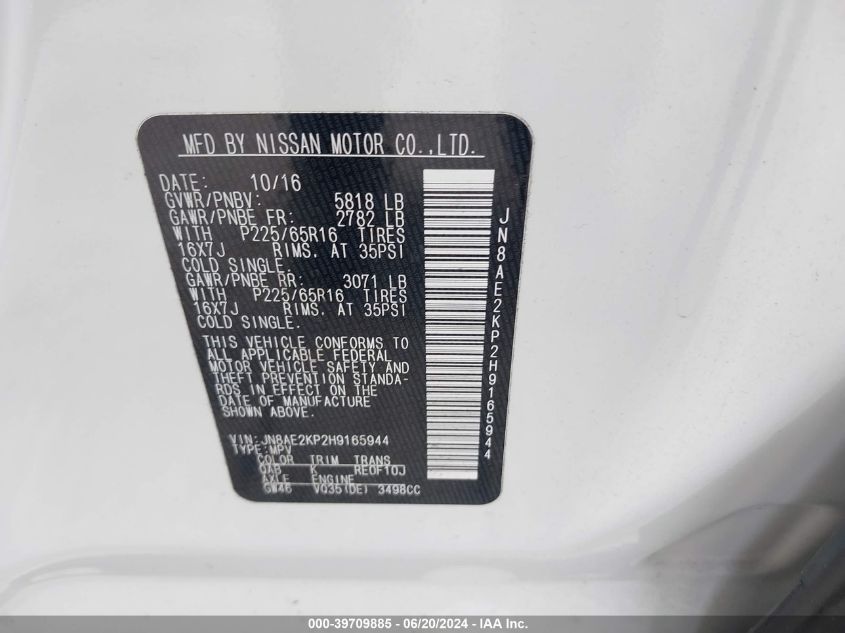 MFD BY NISSAN MOTOR CO.,LTD.
DATE: 10/16
GVWR/PNBV: 5818 LB
GAWR/PNBE FR: 2782 LB
WITH P225/65R16 TIRES
16X7J RIMS. AT 35PSI
COLD SINGLE.
GAWR/PNBE RR: 3071 LB
WITH P225/65R16 TIRES
16X7J RIMS. AT 35PSI
COLD SINGLE.
THIS VEHICLE CONFORMS TO
ALL APPLICABLE FEDERAL
MOTOR VEHICLE SAFETY AND
THEFT PREVENTION STANDA-
RDS IN EFFECT ON THE
DATE OF MANUFACTURE
SHOWN ABOVE.
VIN:JN8AE2KP2H9165944
TYPE:MPV
COLOR TRIM TRANS
QAB K RE0F10J
AXLE ENGINE
GW46 VQ35(DE) 3498CC
JN8AE2KP2H9165944
000-39709885 - 06/20/2024 - IAA Inc.